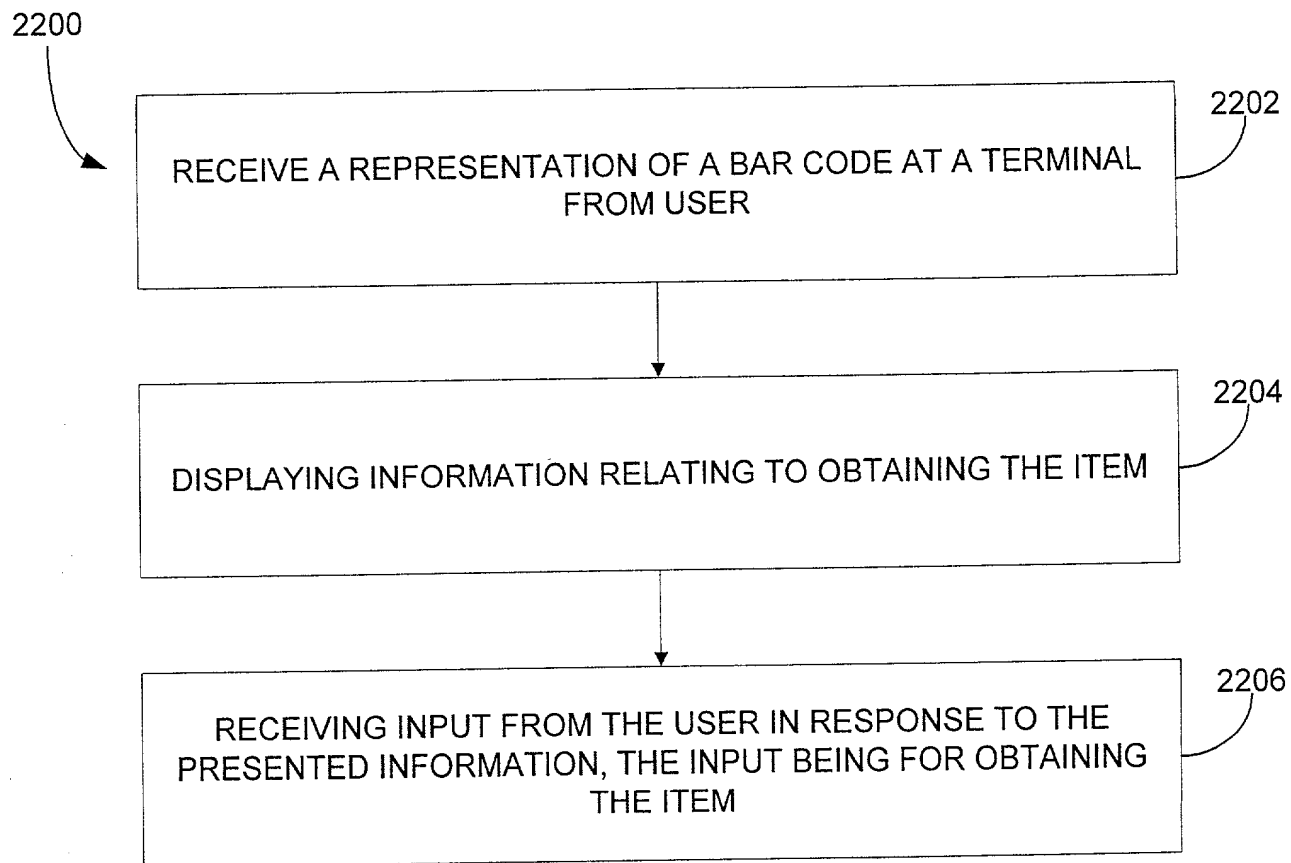 2200
2202
RECEIVE A REPRESENTATION OF A BAR CODE AT A TERMINAL
FROM USER
2204
DISPLAYING INFORMATION RELATING TO OBTAINING THE ITEM
2206
RECEIVING INPUT FROM THE USER IN RESPONSE TO THE
PRESENTED INFORMATION, THE INPUT BEING FOR OBTAINING
THE ITEM